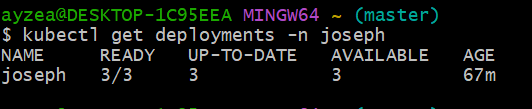 ayzea@DESKTOP-1C95EEA MINGW64 ~ (master)
$ kubectl get deployments -n joseph
NAME READY UP-TO-DATE AVAILABLE AGE
joseph 3/3 3 3 67m